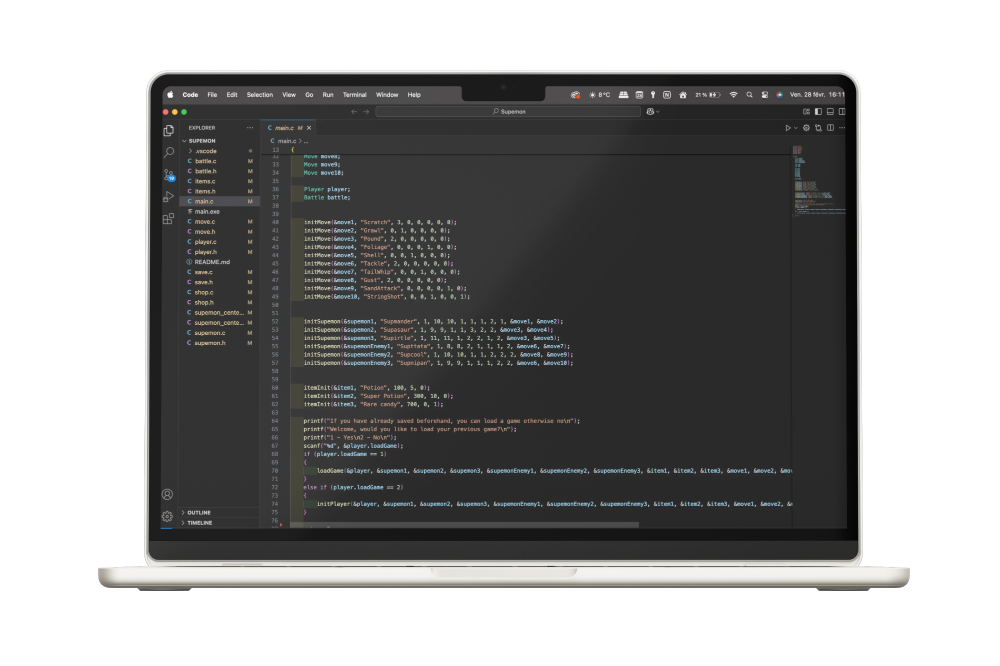 Code File Edit Selection View Go Run Terminal Window Help 8°C 21 % Ven. 28 févr. 16:11
Supemon
EXPLORER ...
main.c M
SUPEMON
main.c > ...
.vscode
battle.c M
battle.h M
items.c M
items.h M
main.c M
main.exe
move.c M
move.h M
player.c M
player.h M
README.md
save.c M
save.h M
shop.c M
shop.h M
supemon_cente... M
supemon_cente... M
supemon.c M
supemon.h M
OUTLINE
TIMELINE
13 {
32 Move move8;
33 Move move9;
34 Move move10;
35
36 Player player;
37 Battle battle;
38
39
40 initMove(&move1, "Scratch", 3, 0, 0, 0, 0, 0);
41 initMove(&move2, "Growl", 0, 1, 0, 0, 0, 0);
42 initMove(&move3, "Pound", 2, 0, 0, 0, 0, 0);
43 initMove(&move4, "Foliage", 0, 0, 0, 1, 0, 0);
44 initMove(&move5, "Shell", 0, 0, 1, 0, 0, 0);
45 initMove(&move6, "Tackle", 2, 0, 0, 0, 0, 0);
46 initMove(&move7, "TailWhip", 0, 0, 1, 0, 0, 0);
47 initMove(&move8, "Gust", 2, 0, 0, 0, 0, 0);
48 initMove(&move9, "SandAttack", 0, 0, 0, 0, 1, 0);
49 initMove(&move10, "StringShot", 0, 0, 1, 0, 0, 1);
50
51
52 initSupemon(&supemon1, "Supmander", 1, 10, 10, 1, 1, 1, 2, 1, &move1, &move2);
53 initSupemon(&supemon2, "Supasaur", 1, 9, 9, 1, 1, 3, 2, 2, &move3, &move4);
54 initSupemon(&supemon3, "Supirtle", 1, 11, 11, 1, 2, 2, 1, 2, &move3, &move5);
55 initSupemon(&supemonEnemy1, "Supttata", 1, 8, 8, 2, 1, 1, 1, 2, &move6, &move7);
56 initSupemon(&supemonEnemy2, "Supcool", 1, 10, 10, 1, 1, 2, 2, 2, &move8, &move9);
57 initSupemon(&supemonEnemy3, "Supnipan", 1, 9, 9, 1, 1, 1, 2, 2, &move6, &move10);
58
59
60 itemInit(&item1, "Potion", 100, 5, 0);
61 itemInit(&item2, "Super Potion", 300, 10, 0);
62 itemInit(&item3, "Rare candy", 700, 0, 1);
63
64 printf("If you have already saved beforehand, you can load a game otherwise no\n");
65 printf("Welcome, would you like to load your previous game?\n");
66 printf("1 - Yes\n2 - No\n");
67 scanf("%d", &player.loadGame);
68 if (player.loadGame == 1)
69 {
70 loadGame(&player, &supemon1, &supemon2, &supemon3, &supemonEnemy1, &supemonEnemy2, &supemonEnemy3, &item1, &item2, &item3, &move1, &move2, &mov
71 }
72 else if (player.loadGame == 2)
73 {
74 initPlayer(&player, &supemon1, &supemon2, &supemon3, &supemonEnemy1, &supemonEnemy2, &supemonEnemy3, &item1, &item2, &item3, &move1, &move2, &
75 }
76